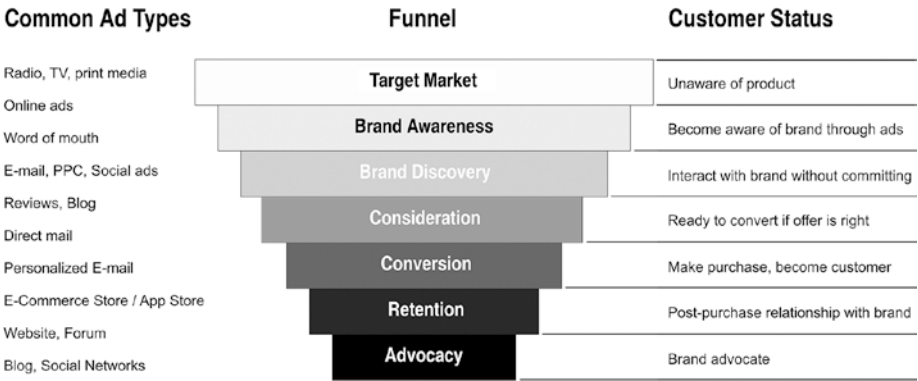 Common Ad Types
Funnel
Customer Status
Radio, TV, print media
Online ads
Word of mouth
E-mail, PPC, Social ads
Reviews, Blog
Direct mail
Personalized E-mail
E-Commerce Store / App Store
Website, Forum
Blog, Social Networks
Target Market
Brand Awareness
Brand Discovery
Consideration
Conversion
Retention
Advocacy
Unaware of product
Become aware of brand through ads
Interact with brand without committing
Ready to convert if offer is right
Make purchase, become customer
Post-purchase relationship with brand
Brand advocate